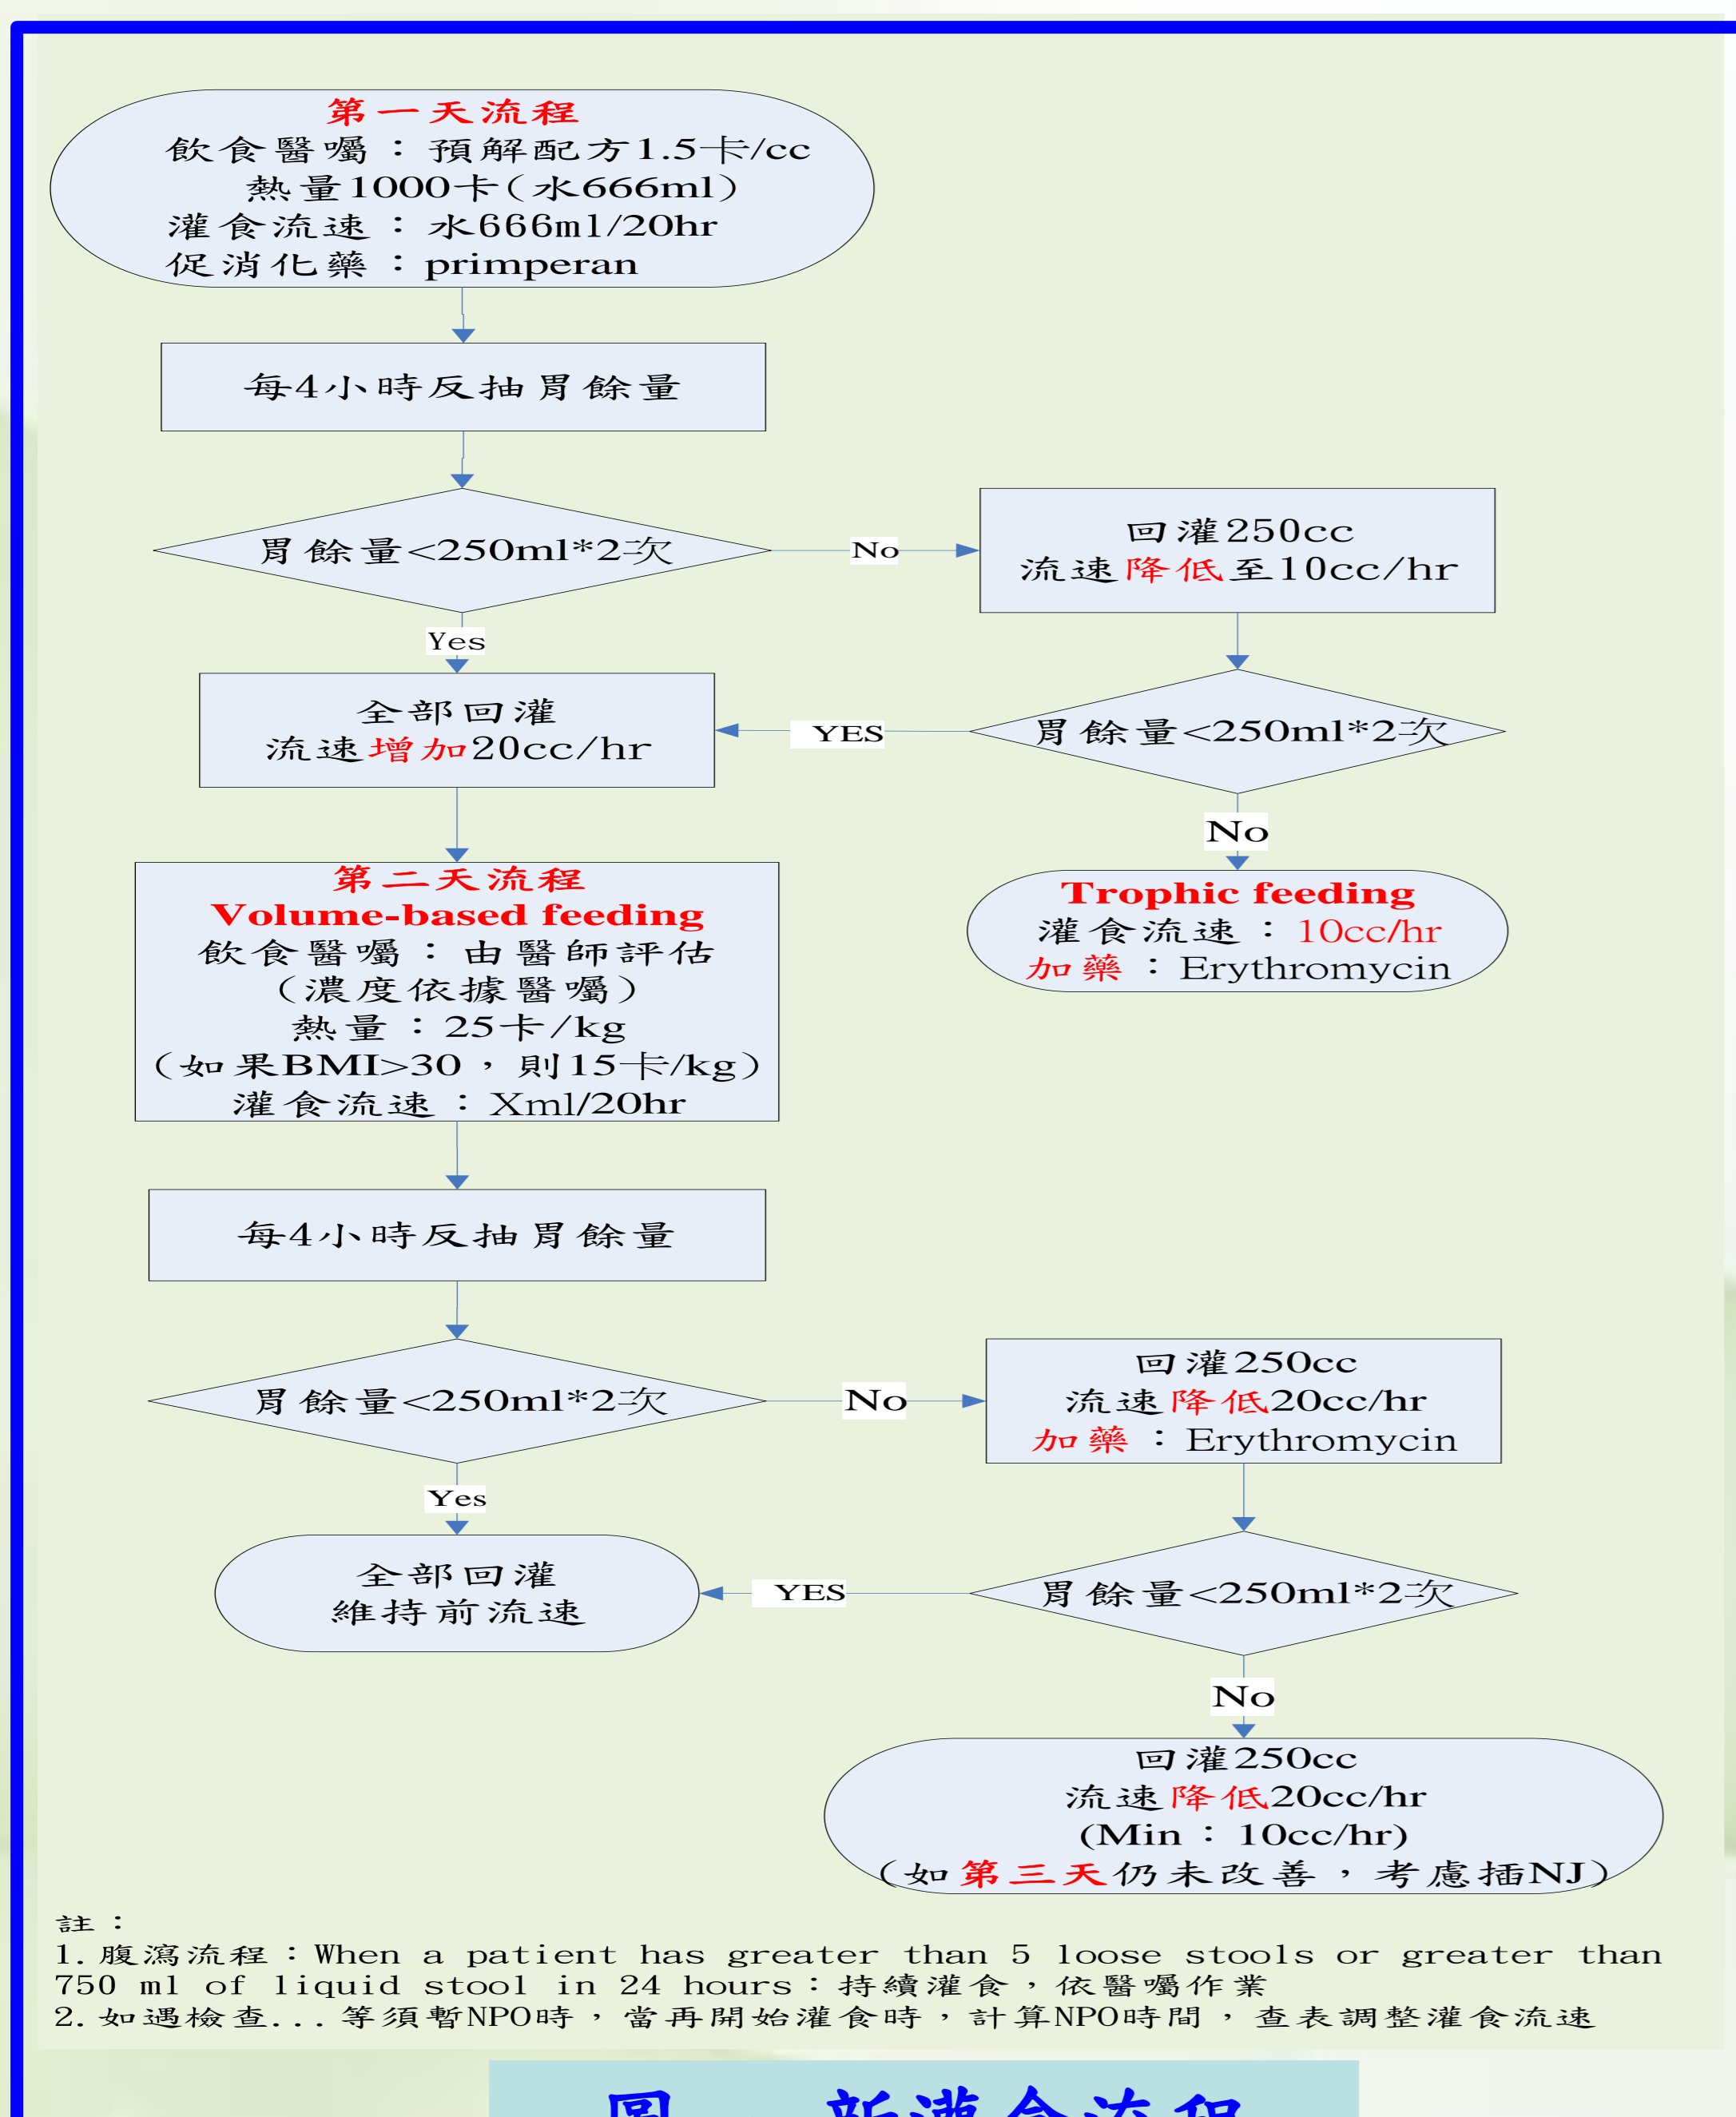 第一天流程
飲食醫囑：預解配方1.5卡/cc
熱量1000卡(水666ml)
灌食流速：水666ml/20hr
促消化藥：primperan
每4小時反抽胃餘量
胃餘量<250ml*2次
No
回灌250cc
流速降低至10cc/hr
Yes
全部回灌
流速增加20cc/hr
YES
胃餘量<250ml*2次
No
Trophic feeding
灌食流速：10cc/hr
加藥：Erythromycin
第二天流程
Volume-based feeding
飲食醫囑：由醫師評估
(濃度依據醫囑)
熱量：25卡/kg
(如果BMI>30，則15卡/kg)
灌食流速：Xml/20hr
每4小時反抽胃餘量
胃餘量<250ml*2次
No
回灌250cc
流速降低20cc/hr
加藥：Erythromycin
Yes
全部回灌
維持前流速
YES
胃餘量<250ml*2次
No
回灌250cc
流速降低20cc/hr
(Min：10cc/hr)
(如第三天仍未改善，考慮插NJ)
註：
1.腹瀉流程：When a patient has greater than 5 loose stools or greater than
750 ml of liquid stool in 24 hours：持續灌食，依醫囑作業
2.如遇檢查...等須暫NPO時，當再開始灌食時，計算NPO時間，查表調整灌食流速
圖 新灌食流程